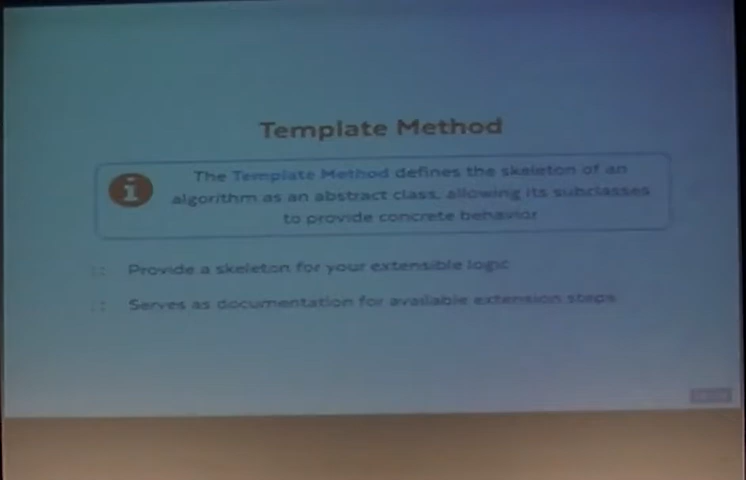 Template Method
i
The Template Method defines the skeleton of an
algorithm as an abstract class, allowing its subclasses
to provide concrete behavior
Provide a skeleton for your extensible logic
Serves as documentation for available extension steps